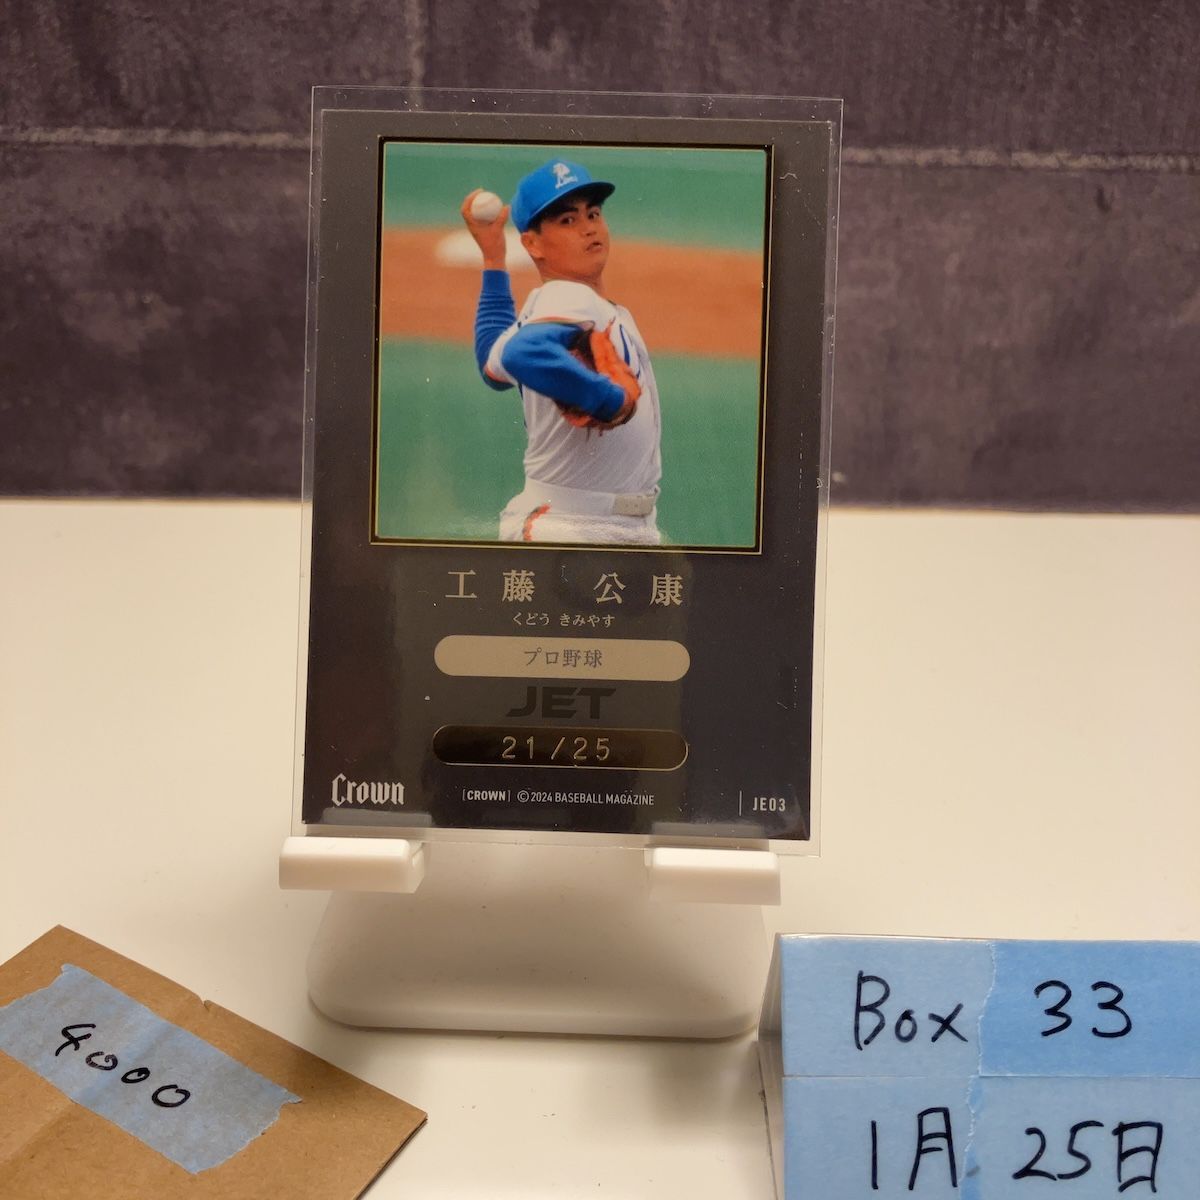 工藤 公康
くどう きみやす
プロ野球
JET
21/25
Crown
[CROWN] ©2024 BASEBALL MAGAZINE
JE03
4000
Box 33
1月 25日